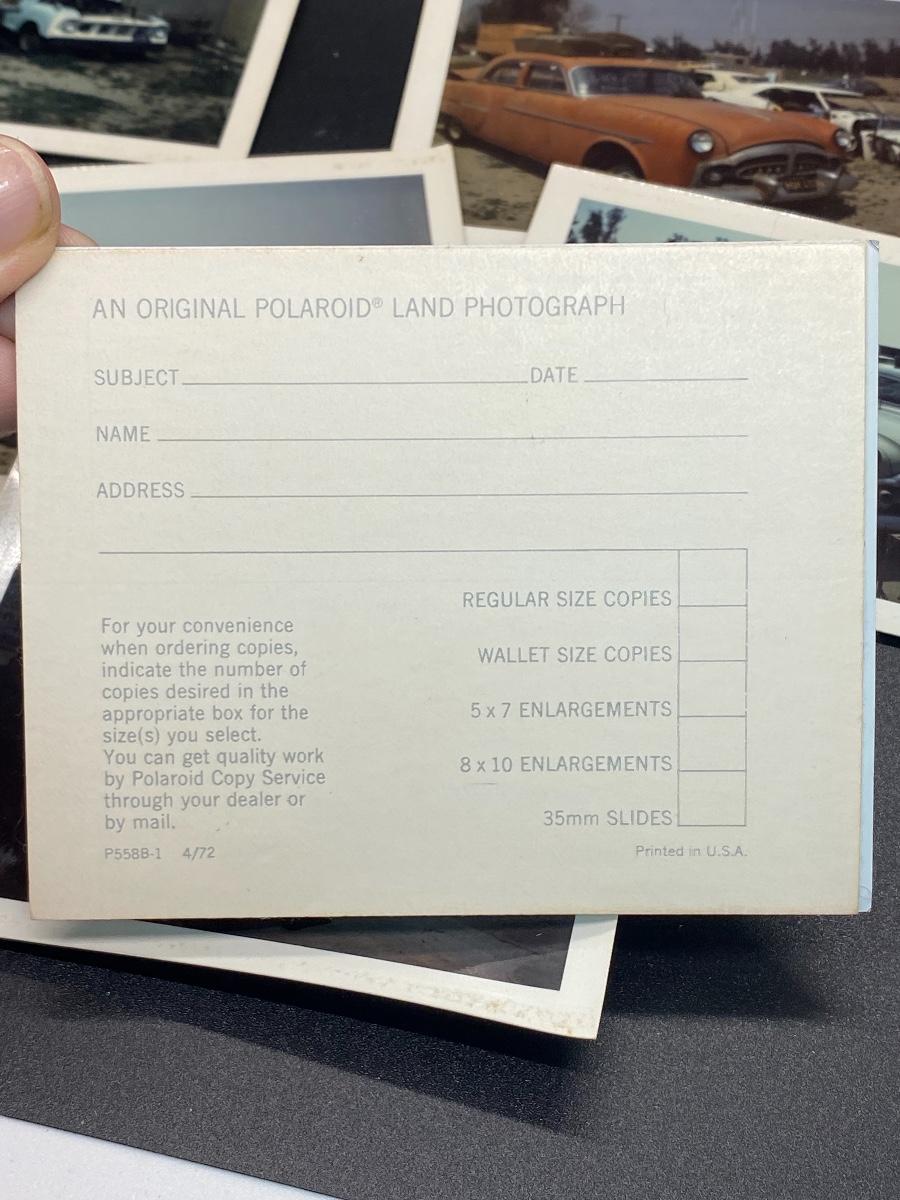 AN ORIGINAL POLAROID® LAND PHOTOGRAPH
SUBJECT DATE
NAME
ADDRESS
REGULAR SIZE COPIES
WALLET SIZE COPIES
5 x 7 ENLARGEMENTS
8 x 10 ENLARGEMENTS
35mm SLIDES
For your convenience
when ordering copies,
indicate the number of
copies desired in the
appropriate box for the
size(s) you select.
You can get quality work
by Polaroid Copy Service
through your dealer or
by mail.
P558B-1 4/72
Printed in U.S.A.